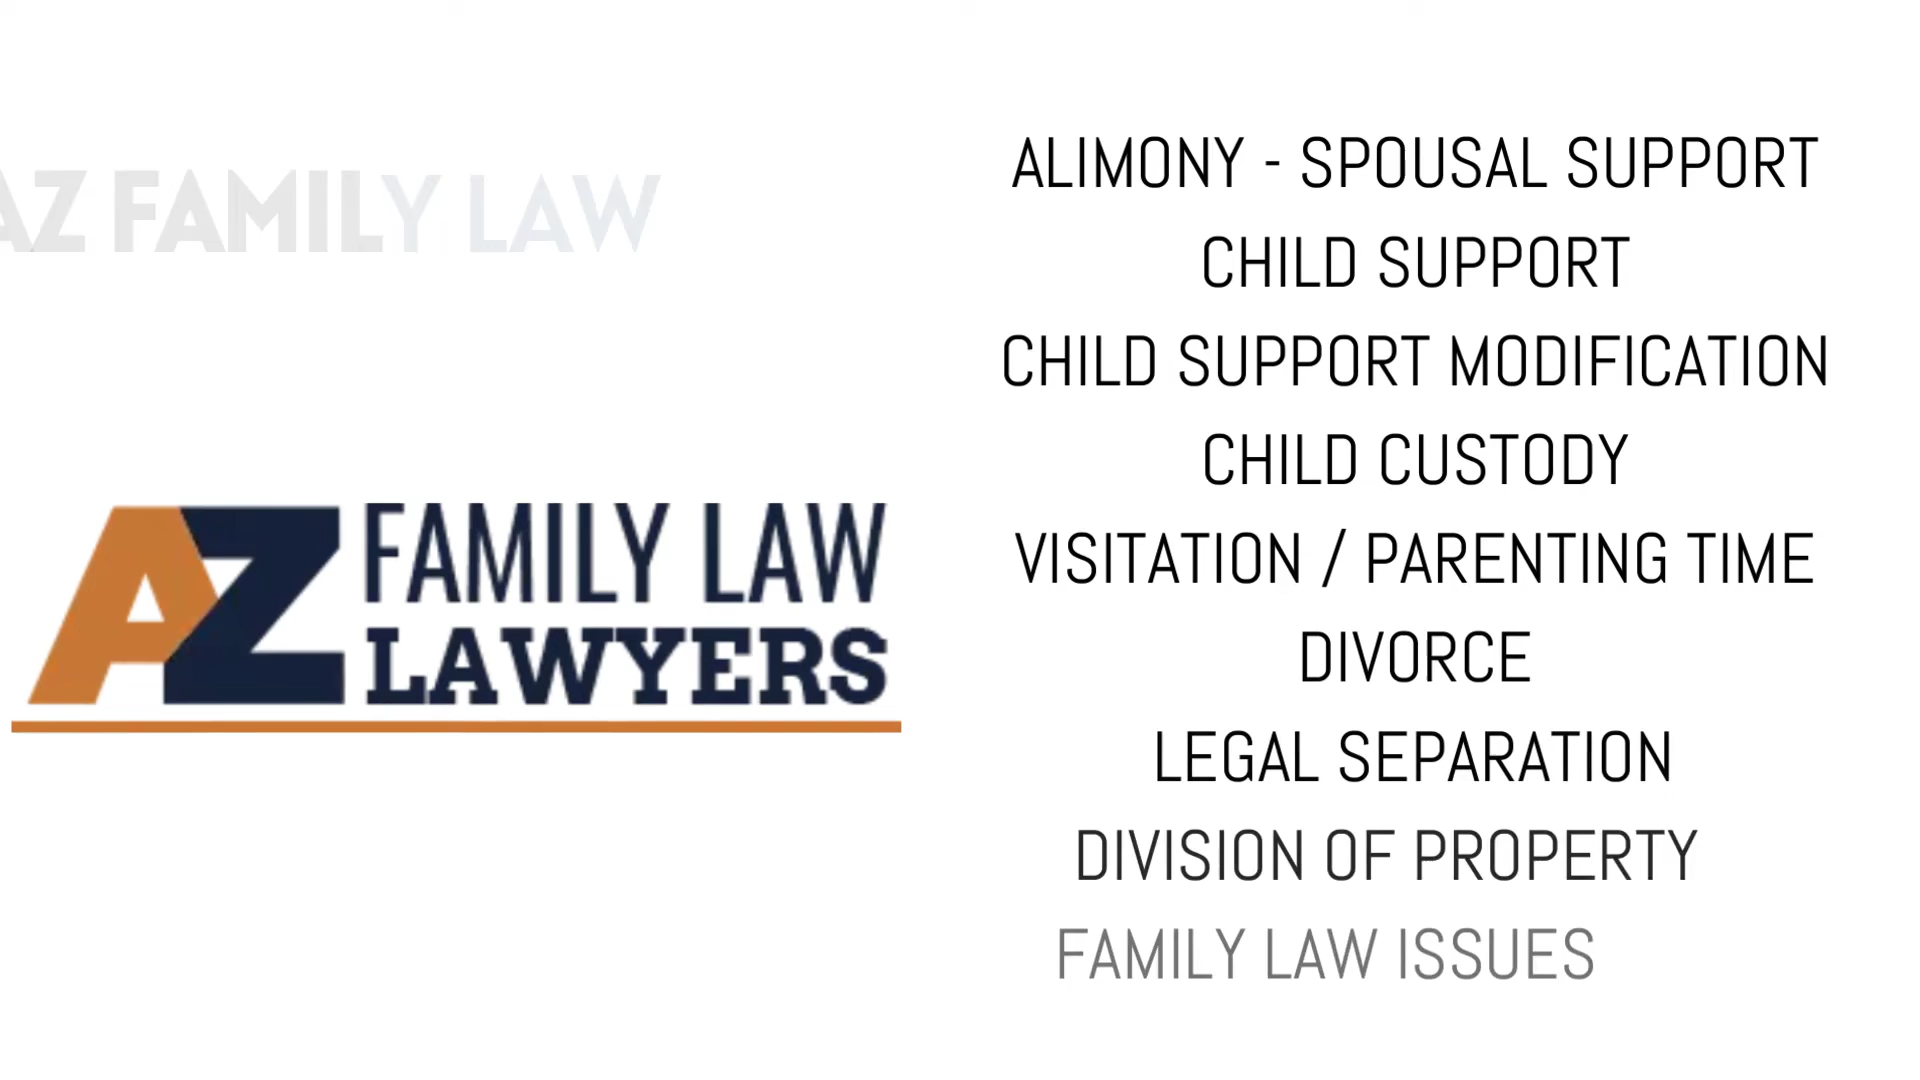 AZ FAMILY LAW
AZ FAMILY LAW
LAWYERS
ALIMONY - SPOUSAL SUPPORT
CHILD SUPPORT
CHILD SUPPORT MODIFICATION
CHILD CUSTODY
VISITATION / PARENTING TIME
DIVORCE
LEGAL SEPARATION
DIVISION OF PROPERTY
FAMILY LAW ISSUES